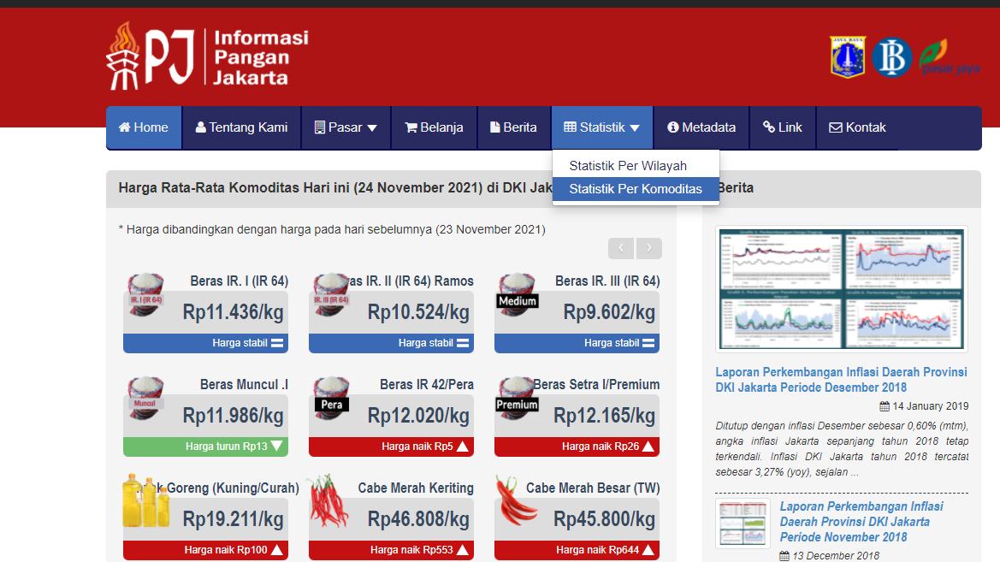 PJ
Informasi
Pangan
Jakarta
JAYA RAYA
pasar jaya
Home
Tentang Kami
Pasar
Belanja
Berita
Statistik
Metadata
Link
Kontak
Statistik Per Wilayah
Statistik Per Komoditas
Harga Rata-Rata Komoditas Hari ini (24 November 2021) di DKI Jak
Berita
* Harga dibandingkan dengan harga pada hari sebelumnya (23 November 2021)
Beras IR. I (IR 64)
IR. I (IR 64)
Rp11.436/kg
Harga stabil
as IR. II (IR 64) Ramos
IR. III (IR 64)
Rp10.524/kg
Harga stabil
Beras IR. III (IR 64)
Medium
Rp9.602/kg
Harga stabil
Beras Muncul .I
Muncul
Rp11.986/kg
Harga turun Rp13
Beras IR 42/Pera
Pera
Rp12.020/kg
Harga naik Rp5
Beras Setra I/Premium
Premium
Rp12.165/kg
Harga naik Rp26
k Goreng (Kuning/Curah)
Rp19.211/kg
Harga naik Rp100
Cabe Merah Keriting
Rp46.808/kg
Harga naik Rp553
Cabe Merah Besar (TW)
Rp45.800/kg
Harga naik Rp644
Laporan Perkembangan Inflasi Daerah Provinsi
DKI Jakarta Periode Desember 2018
14 January 2019
Ditutup dengan inflasi Desember sebesar 0,60% (mtm),
angka inflasi Jakarta sepanjang tahun 2018 tetap
terkendali. Inflasi DKI Jakarta tahun 2018 tercatat
sebesar 3,27% (yoy), sejalan ...
Laporan Perkembangan Inflasi
Daerah Provinsi DKI Jakarta
Periode November 2018
13 December 2018